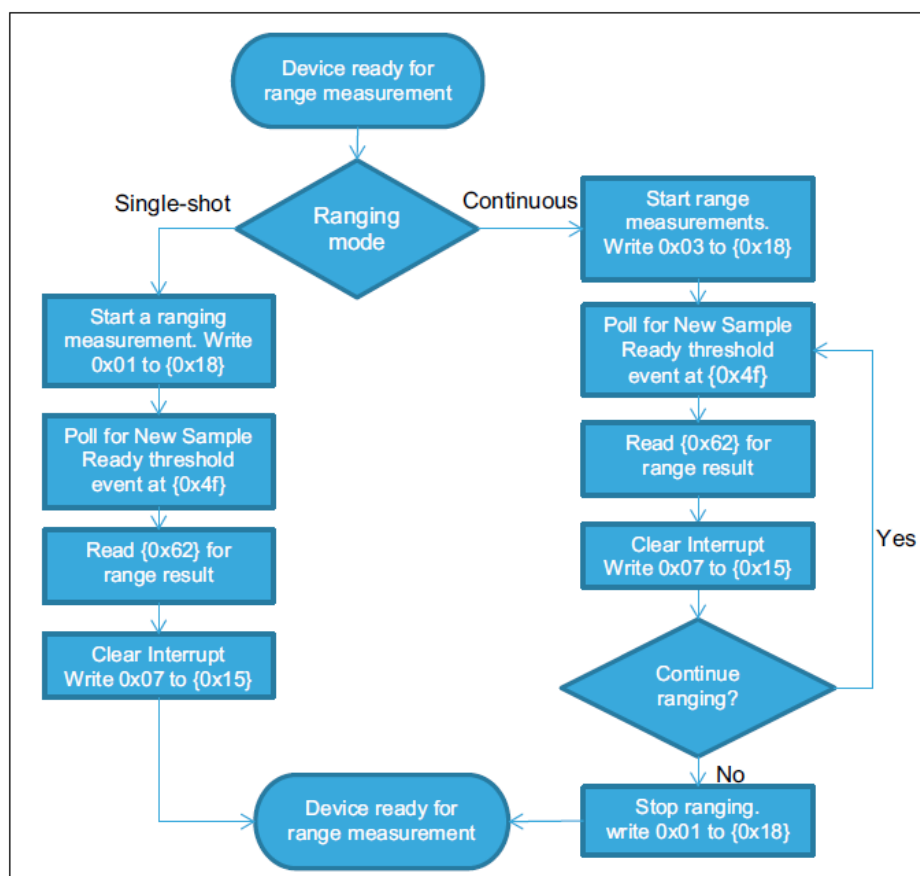 Device ready for
range measurement
Single-shot
Ranging
mode
Continuous
Start range
measurements.
Write 0x03 to {0x18}
Start a ranging
measurement. Write
0x01 to {0x18}
Poll for New Sample
Ready threshold
event at {0x4f}
Read {0x62} for
range result
Clear Interrupt
Write 0x07 to {0x15}
Poll for New Sample
Ready threshold
event at {0x4f}
Read {0x62} for
range result
Clear Interrupt
Write 0x07 to {0x15}
Yes
Continue
ranging?
No
Stop ranging.
write 0x01 to {0x18}
Device ready for
range measurement